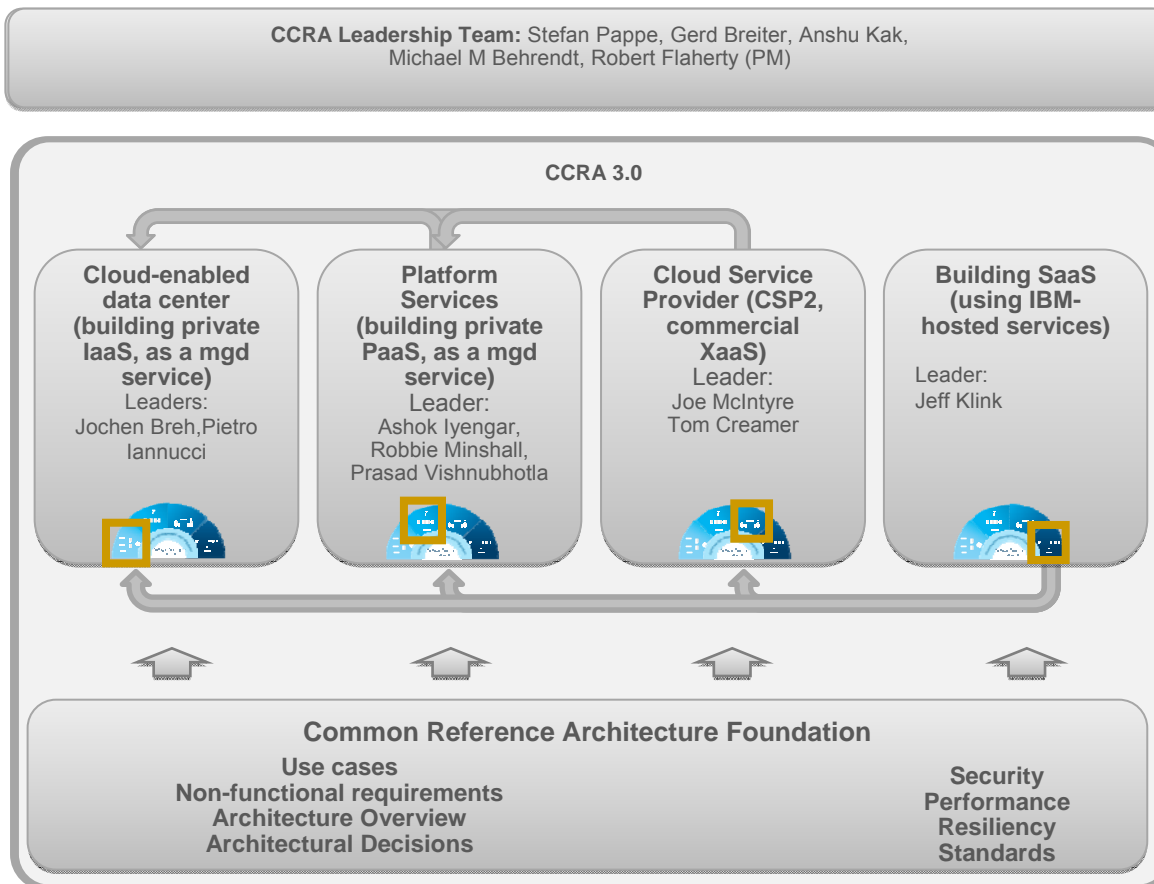 CCRA Leadership Team: Stefan Pappe, Gerd Breiter, Anshu Kak,
Michael M Behrendt, Robert Flaherty (PM)
CCRA 3.0
Cloud-enabled
data center
(building private
IaaS, as a mgd
service)
Leaders:
Jochen Breh,Pietro
Iannucci
Platform
Services
(building private
PaaS, as a mgd
service)
Leader:
Ashok Iyengar,
Robbie Minshall,
Prasad Vishnubhotla
Cloud Service
Provider (CSP2,
commercial
XaaS)
Leader:
Joe McIntyre
Tom Creamer
Building SaaS
(using IBM-
hosted services)
Leader:
Jeff Klink
Common Reference Architecture Foundation
Use cases
Non-functional requirements
Architecture Overview
Architectural Decisions
Security
Performance
Resiliency
Standards